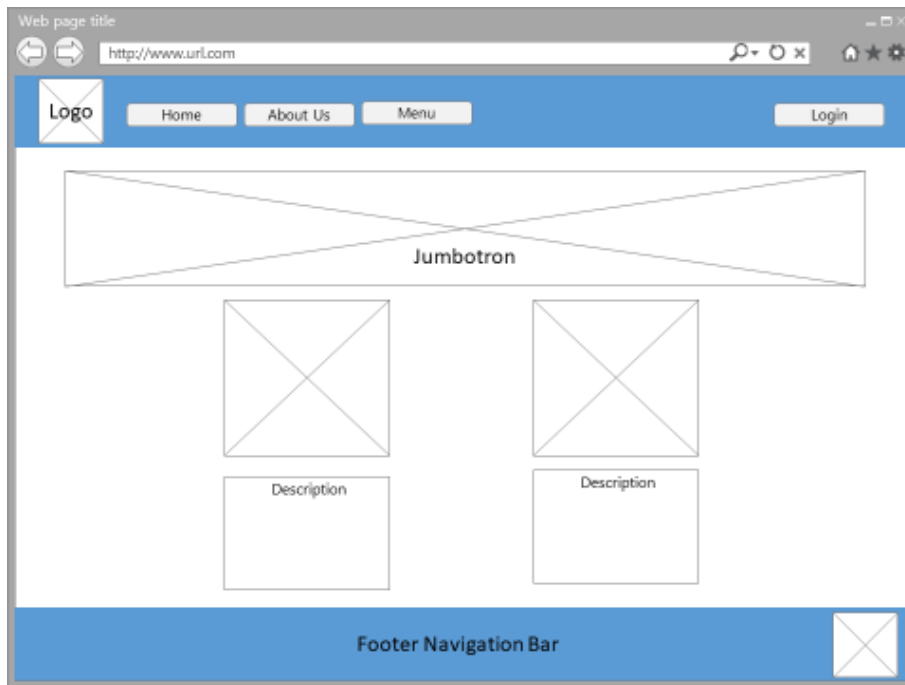 Web page title
http://www.url.com
Logo
Home
About Us
Menu
Login
Jumbotron
Description
Description
Footer Navigation Bar